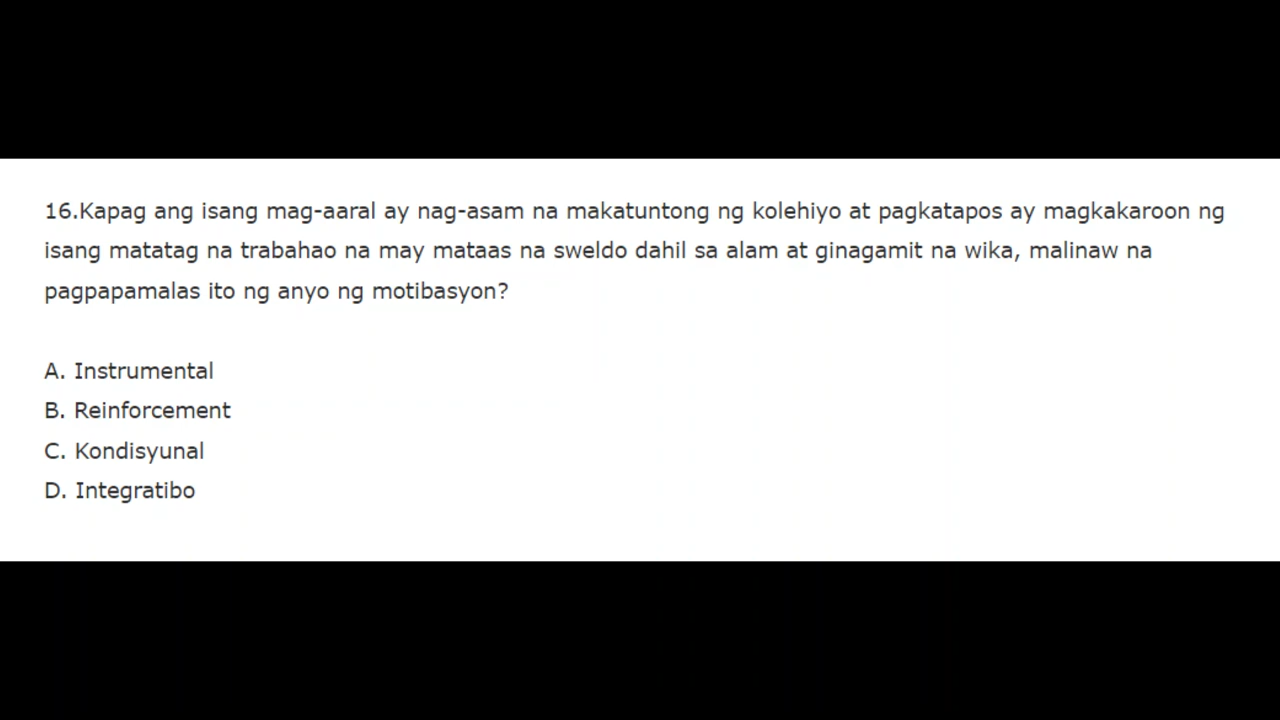 16.Kapag ang isang mag-aaral ay nag-asam na makatuntong ng kolehiyo at pagkatapos ay magkakaroon ng
isang matatag na trabahao na may mataas na sweldo dahil sa alam at ginagamit na wika, malinaw na
pagpapamalas ito ng anyo ng motibasyon?
A. Instrumental
B. Reinforcement
C. Kondisyunal
D. Integratibo